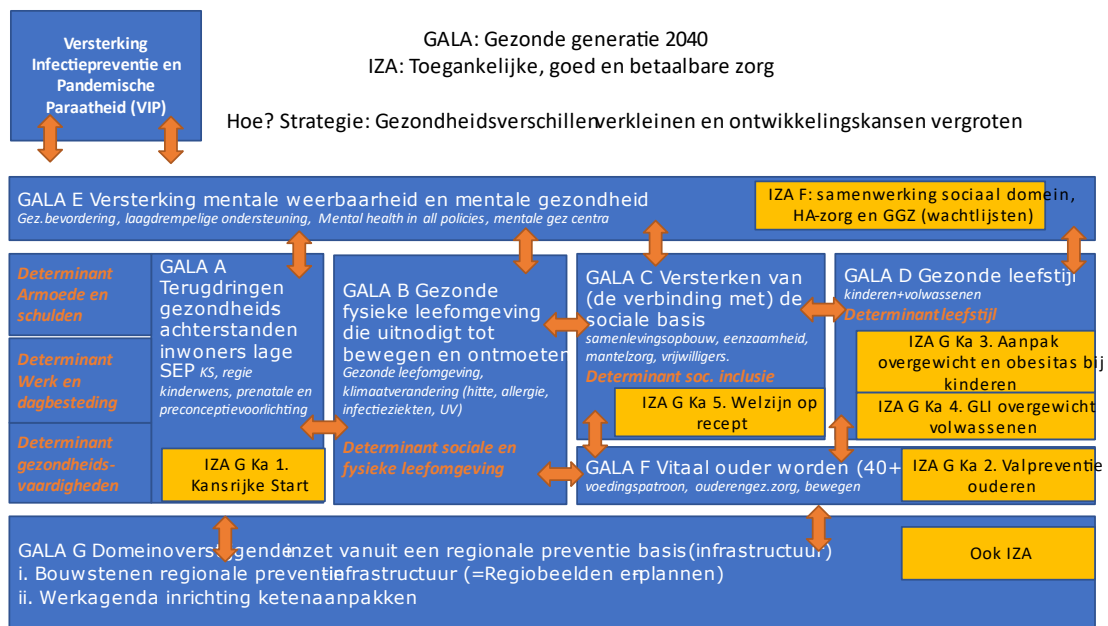 Versterking
Infectiepreventie en
Pandemische
Paraatheid (VIP)
GALA: Gezonde generatie 2040
IZA: Toegankelijke, goed en betaalbare zorg
Hoe? Strategie: Gezondheidsverschillenverkleinen en ontwikkelingskansen vergroten
GALA E Versterking mentale weerbaarheid en mentale gezondheid
Gez.bevordering, laagdrempelige ondersteuning, Mental health in all policies, mentale gez centra
IZA F: samenwerking sociaal domein,
HA-zorg en GGZ (wachtlijsten)
Determinant
Armoede en
schulden
Determinant
Werk en
dagbesteding
Determinant
gezondheids-
vaardigheden
GALA A
Terugdringen
gezondheids-
achterstanden
inwoners lage
SEP KS, regie
kinderwens, prenatale en
preconceptievoorlichting
IZA G Ka 1.
Kansrijke Start
GALA B Gezonde
fysieke leefomgeving
die uitnodigt tot
bewegen en ontmoeten
Gezonde leefomgeving,
klimaatverandering (hitte, allergie,
infectieziekten, UV)
Determinant sociale en
fysieke leefomgeving
GALA C Versterken van
(de verbinding met) de
sociale basis
samenlevingsopbouw, eenzaamheid,
mantelzorg, vrijwilligers.
Determinant soc. inclusie
IZA G Ka 5. Welzijn op
recept
GALA D Gezonde leefstijl
kinderen+volwassenen
Determinant leefstijl
IZA G Ka 3. Aanpak
overgewicht en obesitas bij
kinderen
IZA G Ka 4. GLI overgewicht
volwassenen
GALA F Vitaal ouder worden (40+
voedingspatroon, ouderengez.zorg, bewegen
IZA G Ka 2. Valpreventie
ouderen
GALA G Domeinoverstijgende inzet vanuit een regionale preventie basis (infrastructuur)
i. Bouwstenen regionale preventie-infrastructuur (=Regiobeelden en -plannen)
ii. Werkagenda inrichting ketenaanpakken
Ook IZA